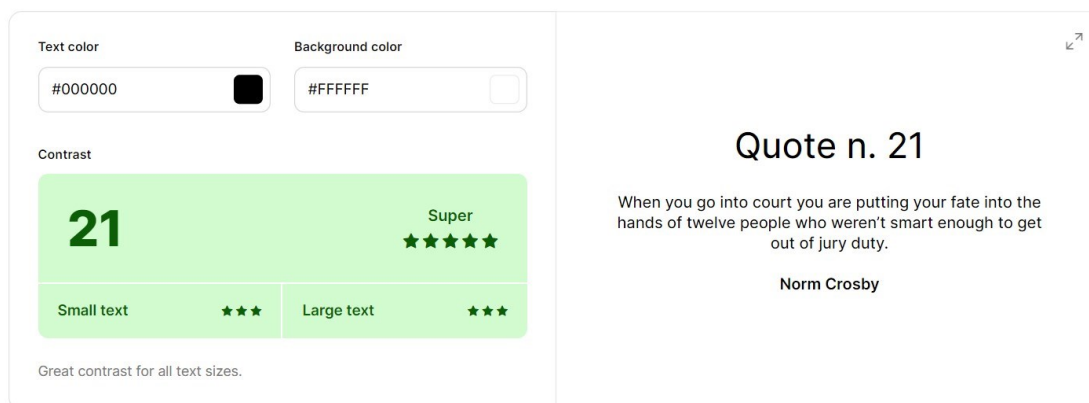 Text color
Background color
#000000
#FFFFFF
Contrast
21
Super
Small text
Large text
Great contrast for all text sizes.
Quote n. 21
When you go into court you are putting your fate into the
hands of twelve people who weren’t smart enough to get
out of jury duty.
Norm Crosby